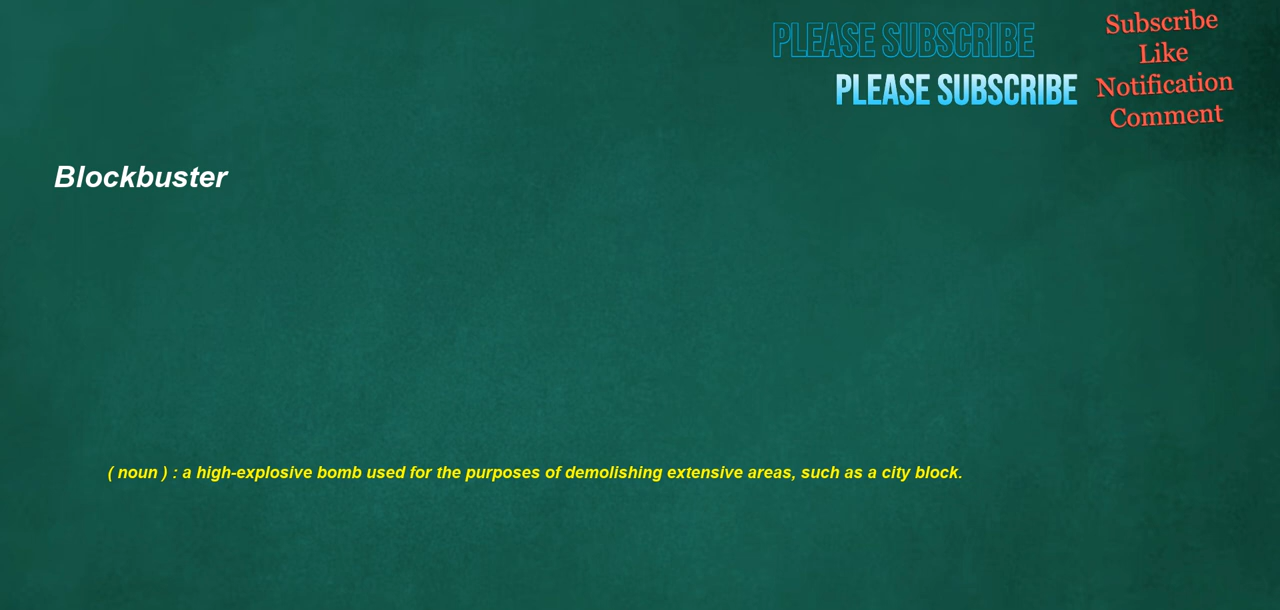 PLEASE SUBSCRIBE
PLEASE SUBSCRIBE
Subscribe
Like
Notification
Comment
Blockbuster
( noun ) : a high-explosive bomb used for the purposes of demolishing extensive areas, such as a city block.